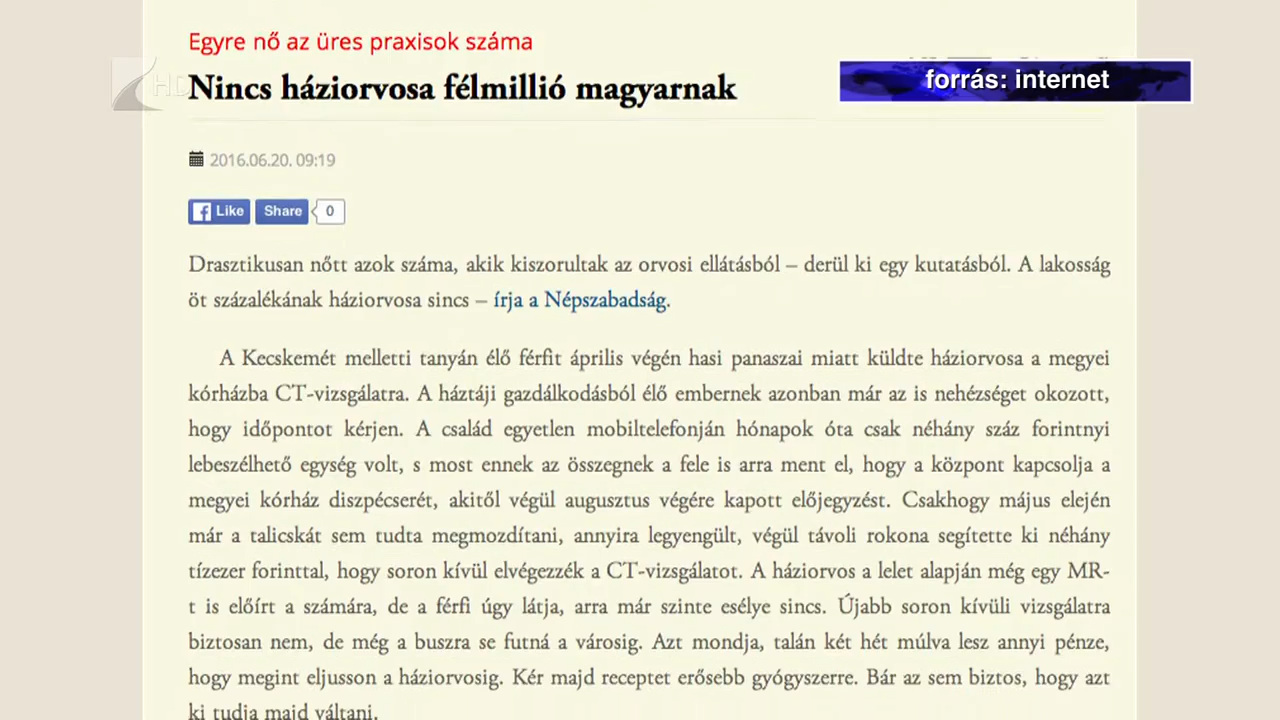 Egyre nő az üres praxisok száma
HD
Nincs háziorvosa félmillió magyarnak
forrás: internet
2016.06.20. 09:19
Like Share 0
Drasztikusan nőtt azok száma, akik kiszorultak az orvosi ellátásból – derül ki egy kutatásból. A lakosság
öt százalékának háziorvosa sincs – írja a Népszabadság.
A Kecskemét melletti tanyán élő férfit április végén hasi panaszai miatt küldte háziorvosa a megyei
kórházba CT-vizsgálatra. A háztáji gazdálkodásból élő embernek azonban már az is nehézséget okozott,
hogy időpontot kérjen. A család egyetlen mobiltelefonján hónapok óta csak néhány száz forintnyi
lebeszélhető egység volt, s most ennek az összegnek a fele is arra ment el, hogy a központ kapcsolja a
megyei kórház diszpécserét, akitől végül augusztus végére kapott előjegyzést. Csakhogy május elején
már a talicskát sem tudta megmozdítani, annyira legyengült, végül távoli rokona segítette ki néhány
tízezer forinttal, hogy soron kívül elvégezzék a CT-vizsgálatot. A háziorvos a lelet alapján még egy MR-
t is előírt a számára, de a férfi úgy látja, arra már szinte esélye sincs. Újabb soron kívüli vizsgálatra
biztosan nem, de még a buszra se futná a városig. Azt mondja, talán két hét múlva lesz annyi pénze,
hogy megint eljusson a háziorvosig. Kér majd receptet erősebb gyógyszerre. Bár az sem biztos, hogy azt
ki tudja majd váltani.